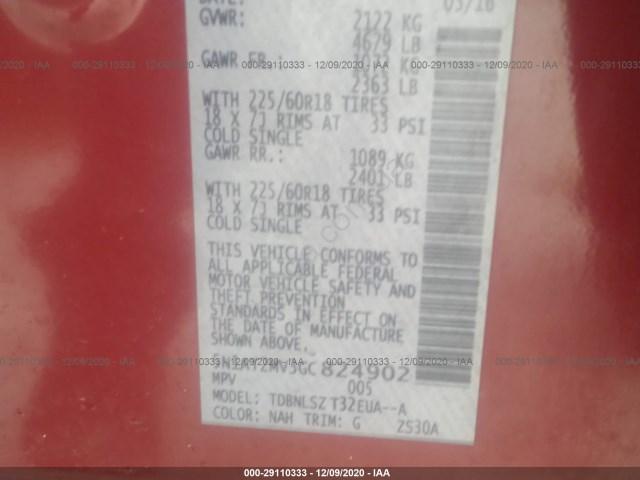 DATE: 05/16
GVWR: 2122 KG
4679 LB
GAWR FR.: KG
2363 LB
WITH 225/60R18 TIRES
18 X 7J RIMS AT 33 PSI
COLD SINGLE
GAWR RR.: 1089 KG
2401 LB
WITH 225/60R18 TIRES
18 X 7J RIMS AT 33 PSI
COLD SINGLE
THIS VEHICLE CONFORMS TO
ALL APPLICABLE FEDERAL
MOTOR VEHICLE SAFETY AND
THEFT PREVENTION
STANDARDS IN EFFECT ON
THE DATE OF MANUFACTURE
SHOWN ABOVE.
824902
MPV 005
MODEL: TDBNLSZ T32EUA--A
COLOR: NAH TRIM: G ZS30A
000-29110333 - 12/09/2020 - IAA